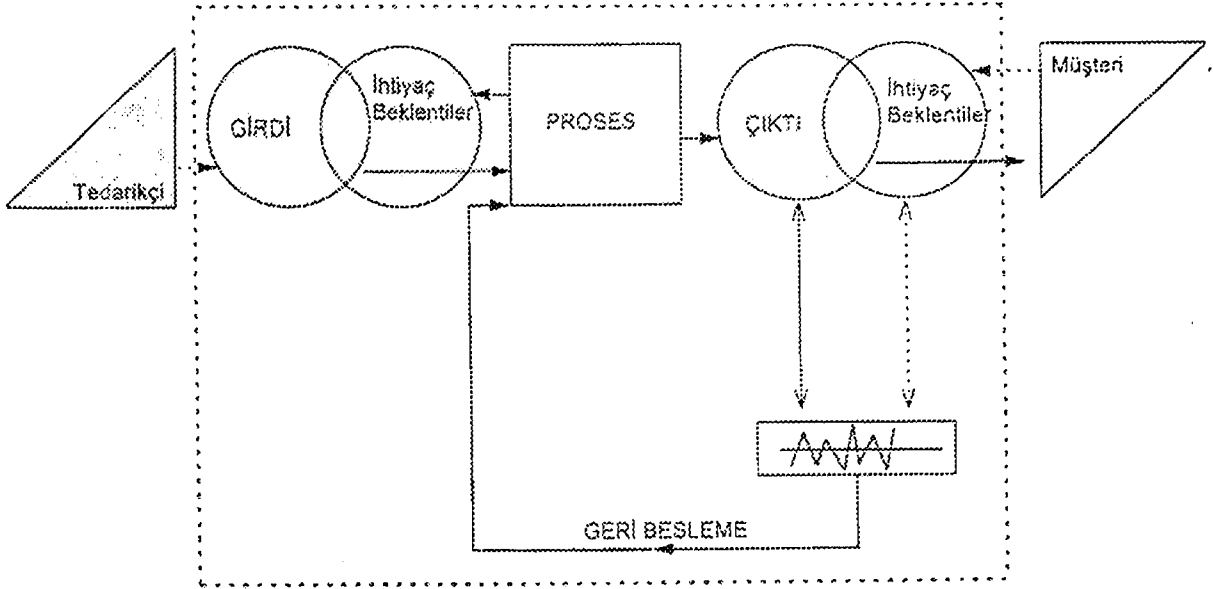 Tedarikçi
GİRDİ
İhtiyaç
Beklentiler
PROSES
ÇIKTI
İhtiyaç
Beklentiler
Müşteri
GERİ BESLEME